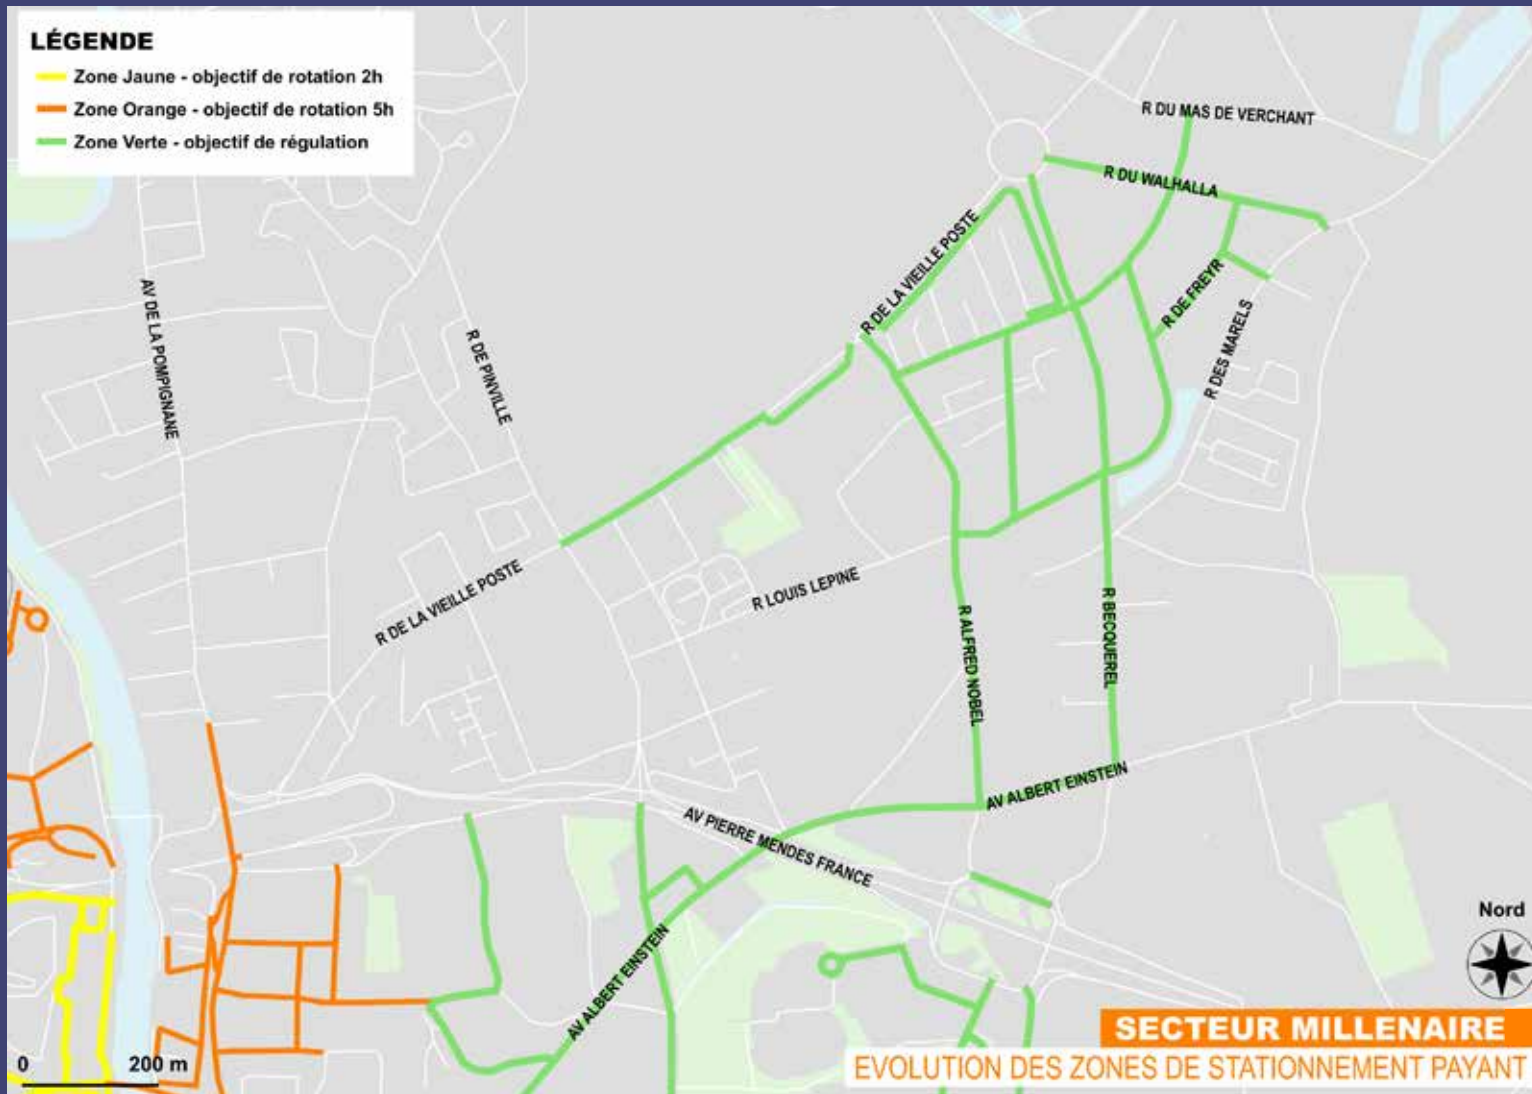 LÉGENDE
Zone Jaune - objectif de rotation 2h
Zone Orange - objectif de rotation 5h
Zone Verte - objectif de régulation
R DU MAS DE VERCHANT
R DU WALHALLA
R DE LA VIEILLE POSTE
R DE FREYR
AV DE LA POMPIGNANE
R DE PINVILLE
R DES MARELS
R DE LA VIEILLE POSTE
R LOUIS LEPINE
R ALFRED NOBEL
R BECQUEREL
AV ALBERT EINSTEIN
AV PIERRE MENDES FRANCE
AV ALBERT EINSTEIN
Nord
SECTEUR MILLENAIRE
EVOLUTION DES ZONES DE STATIONNEMENT PAYANT
0 200 m